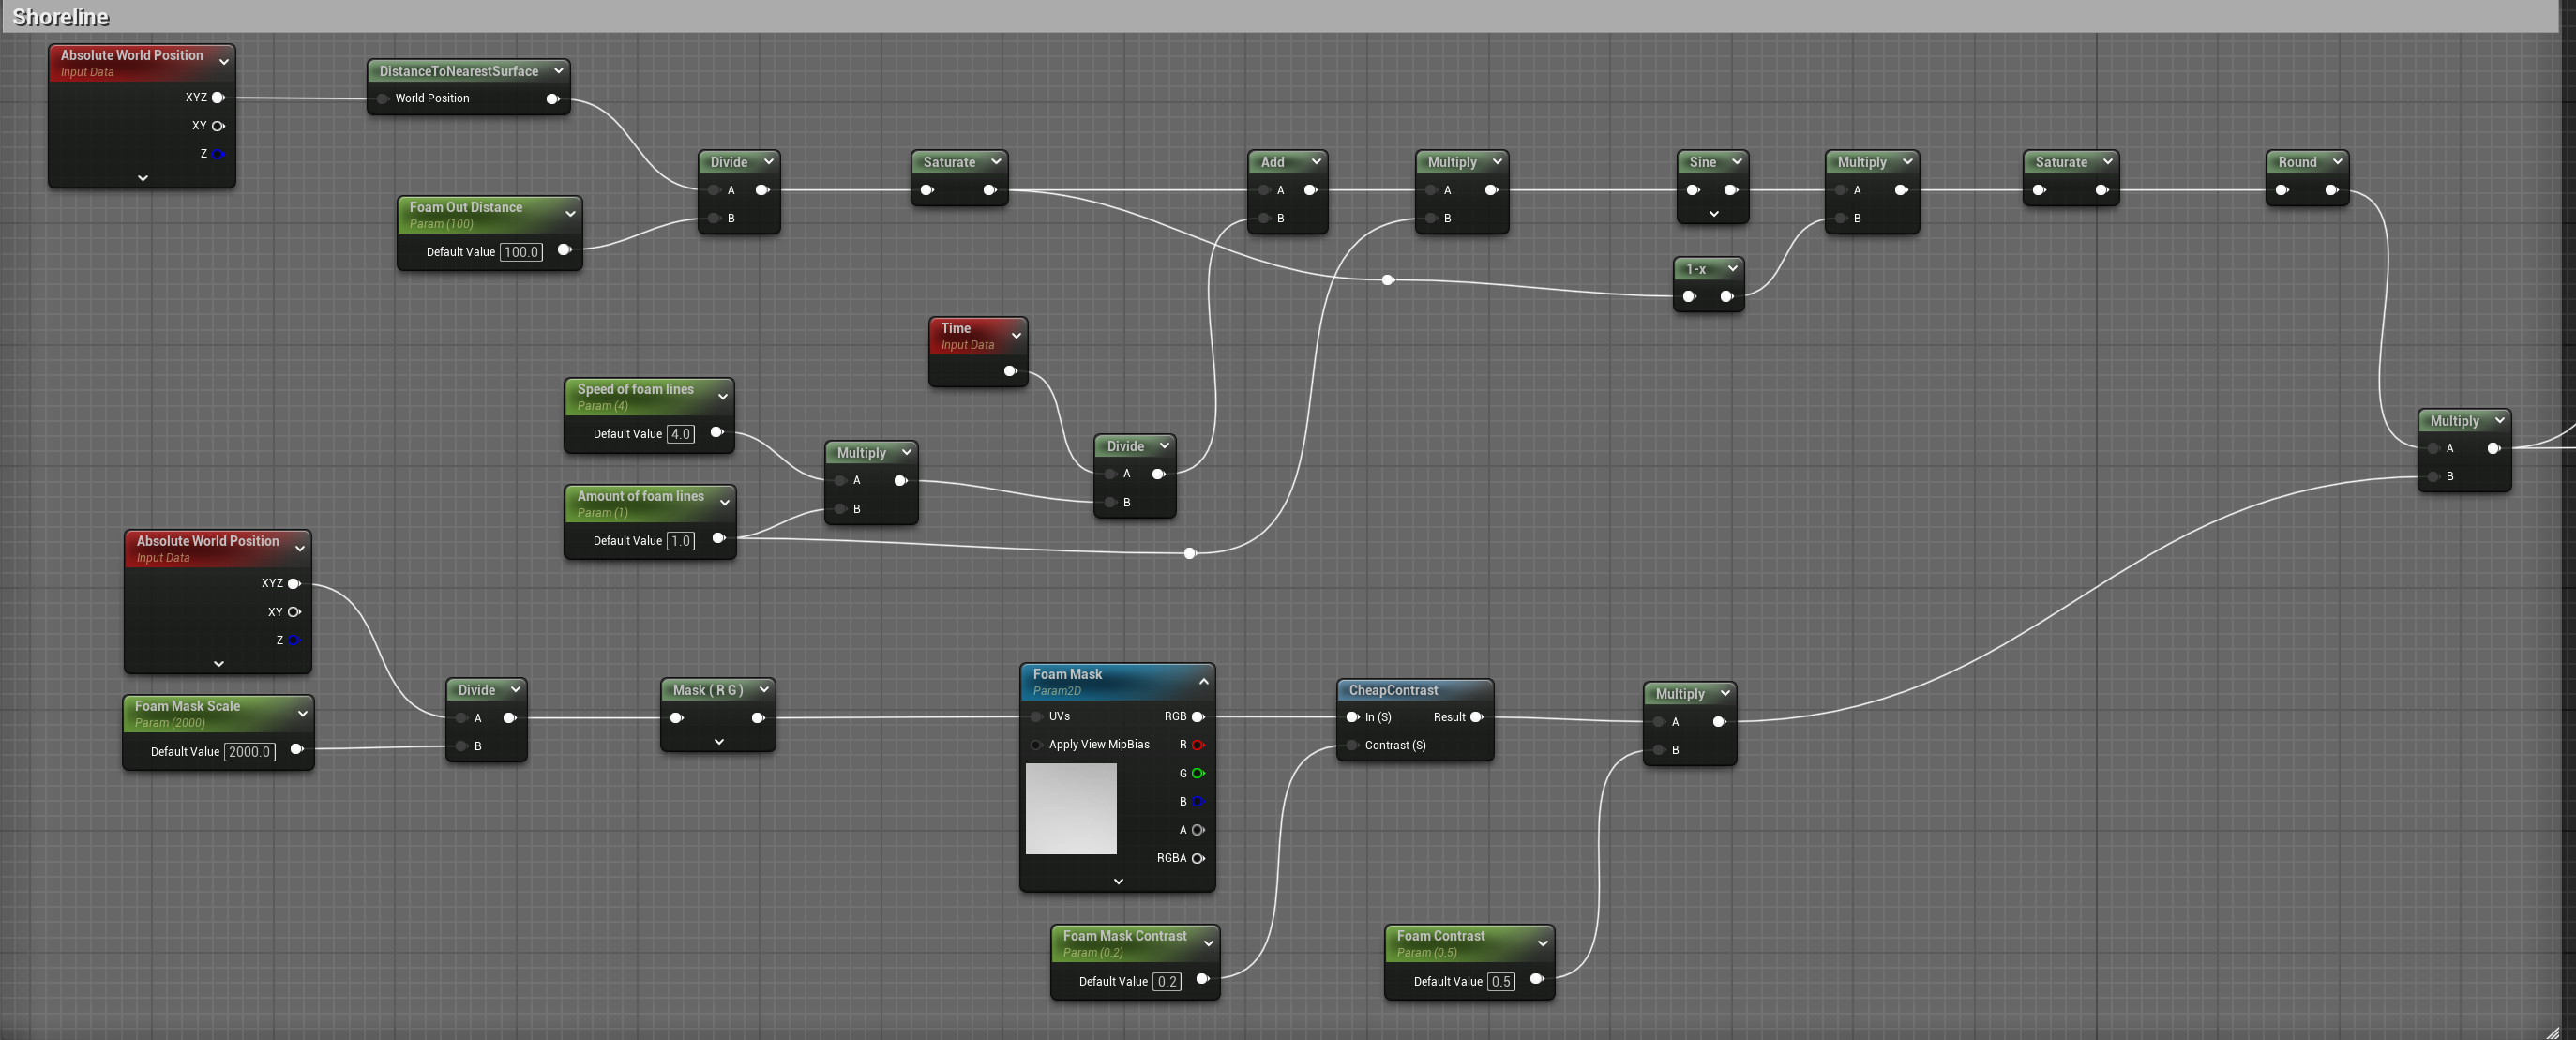 Shoreline
Absolute World Position
Input Data
XYZ
XY
Z
DistanceToNearestSurface
World Position
Foam Out Distance
Param (100)
Default Value 100.0
Divide
A
B
Saturate
Add
A
B
Multiply
A
B
Sine
1-x
Multiply
A
B
Saturate
Round
Time
Input Data
Speed of foam lines
Param (4)
Default Value 4.0
Amount of foam lines
Param (1)
Default Value 1.0
Multiply
A
B
Divide
A
B
Multiply
A
B
Absolute World Position
Input Data
XYZ
XY
Z
Foam Mask Scale
Param (2000)
Default Value 2000.0
Divide
A
B
Mask ( R G )
Foam Mask
Param2D
UVs RGB
Apply View MipBias R
G
B
A
RGBA
CheapContrast
In (S) Result
Contrast (S)
Multiply
A
B
Foam Mask Contrast
Param (0.2)
Default Value 0.2
Foam Contrast
Param (0.5)
Default Value 0.5